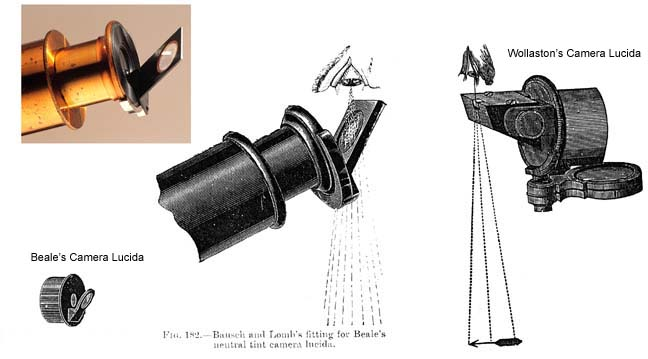 Wollaston's Camera Lucida
Beale's Camera Lucida
FIG. 182.—Bausch and Lomb's fitting for Beale's
neutral tint camera lucida.